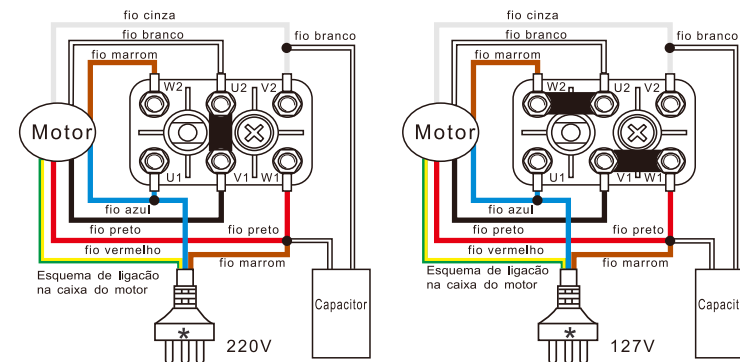 fio cinza
fio branco
fio branco
fio marrom
W2
U2
V2
Motor
U1
V1
W1
fio azul
fio preto
fio preto
fio vermelho
fio marrom
Esquema de ligacão
na caixa do motor
Capacitor
*
220V
fio cinza
fio branco
fio branco
fio marrom
W2
U2
V2
Motor
U1
V1
W1
fio azul
fio preto
fio preto
fio vermelho
fio marrom
Esquema de ligacão
na caixa do motor
Capacit
*
127V